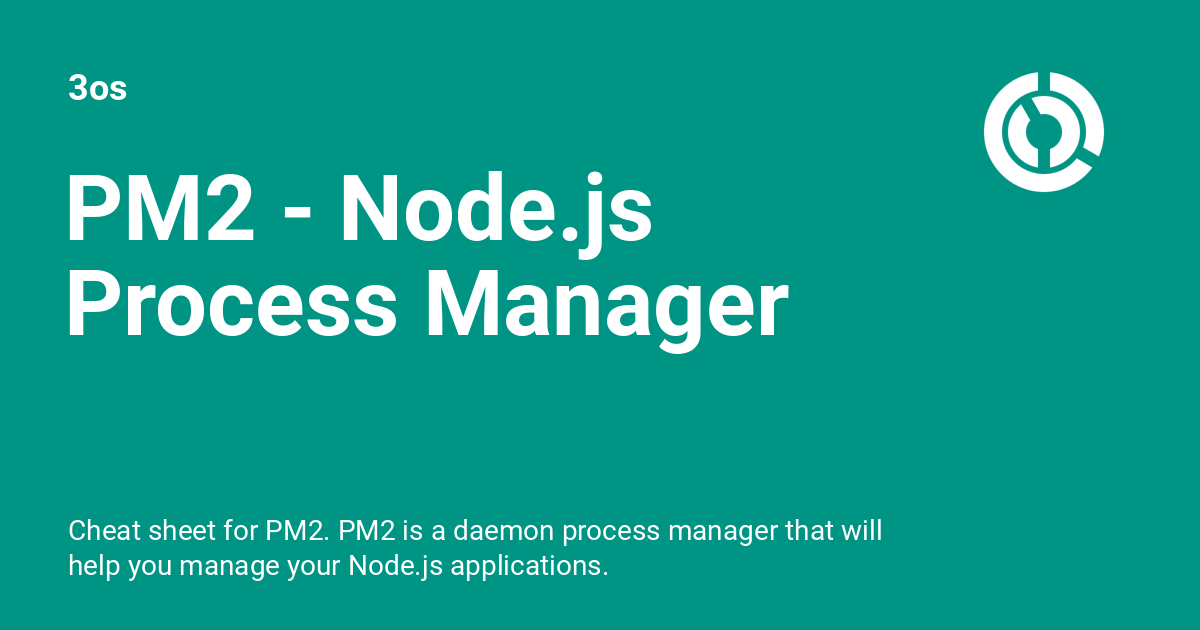 3os
PM2 - Node.js
Process Manager
Cheat sheet for PM2. PM2 is a daemon process manager that will
help you manage your Node.js applications.